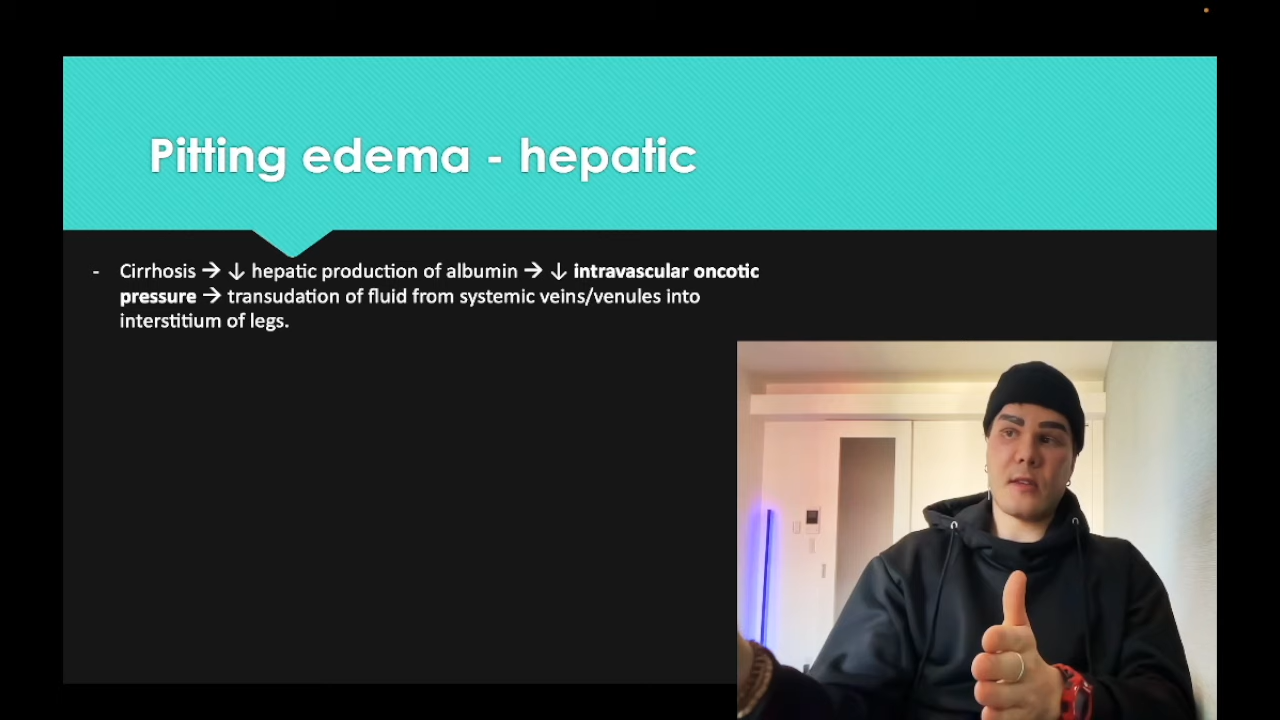 Pitting edema - hepatic
- Cirrhosis → ↓ hepatic production of albumin → ↓ intravascular oncotic
pressure → transudation of fluid from systemic veins/venules into
interstitium of legs.